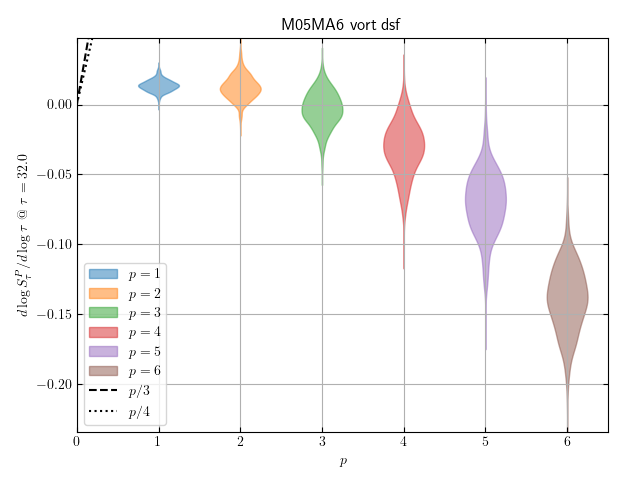 M05MA6 vort dsf
d log S_τ^P / d log τ @ τ = 32.0
0.00
−0.05
−0.10
−0.15
−0.20
p = 1
p = 2
p = 3
p = 4
p = 5
p = 6
p/3
p/4
0 1 2 3 4 5 6
p